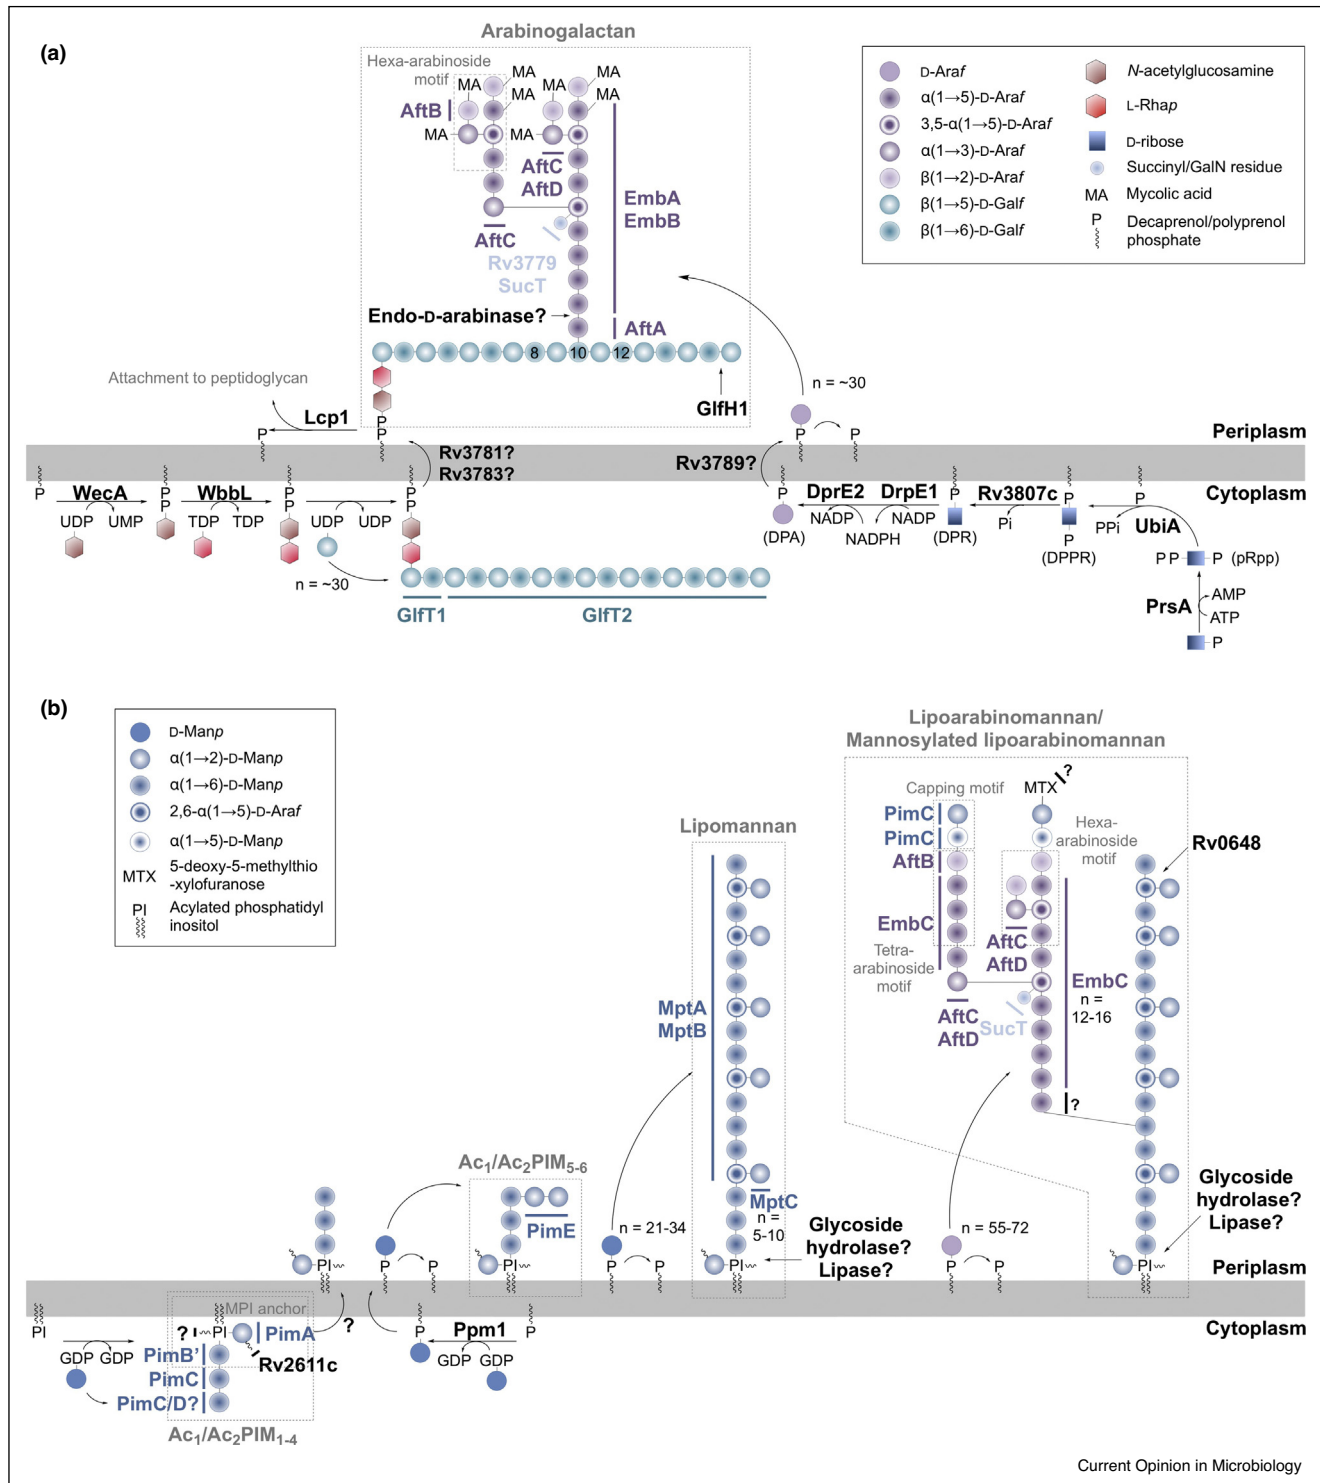 (a)
Arabinogalactan
Hexa-arabinoside
motif
MA
MA
MA
MA
MA
MA
AftB
MA
MA
AftC
AftD
EmbA
EmbB
AftC
Rv3779
SucT
Endo-D-arabinase?
AftA
8
10
12
GlfH1
D-Araf
α(1→5)-D-Araf
3,5-α(1→5)-D-Araf
α(1→3)-D-Araf
β(1→2)-D-Araf
β(1→5)-D-Galf
β(1→6)-D-Galf
N-acetylglucosamine
L-Rhap
D-ribose
Succinyl/GalN residue
MA
Mycolic acid
P
Decaprenol/polyprenol
phosphate
Attachment to peptidoglycan
Lcp1
P
P
P
n = ~30
P
P
Periplasm
Rv3781?
Rv3783?
Rv3789?
Cytoplasm
P
WecA
UDP
UMP
P
P
WbbL
TDP
TDP
P
P
UDP
UDP
n = ~30
P
P
GlfT1
GlfT2
P
(DPA)
DprE2
NADP
NADPH
DrpE1
NADP
P
(DPR)
Rv3807c
Pi
P
P
(DPPR)
PPi
P
UbiA
P P
P
(pRpp)
PrsA
AMP
ATP
P
(b)
D-Manp
α(1→2)-D-Manp
α(1→6)-D-Manp
2,6-α(1→5)-D-Araf
α(1→5)-D-Manp
MTX
5-deoxy-5-methylthio
-xylofuranose
PI
Acylated phosphatidyl
inositol
Lipoarabinomannan/
Mannosylated lipoarabinomannan
Capping motif
MTX
?
PimC
PimC
AftB
EmbC
Tetra-
arabinoside
motif
Hexa-
arabinoside
motif
Rv0648
AftC
AftD
AftC
AftD
SucT
EmbC
n =
12-16
?
Lipomannan
MptA
MptB
MptC
n =
5-10
Glycoside
hydrolase?
Lipase?
Glycoside
hydrolase?
Lipase?
Ac1/Ac2PIM5-6
PimE
n = 21-34
n = 55-72
PI
P
P
PI
P
P
PI
P
P
PI
Periplasm
Cytoplasm
PI
GDP
GDP
MPI anchor
?
PI
PimA
Rv2611c
PimB'
PimC
PimC/D?
Ac1/Ac2PIM1-4
?
P
Ppm1
GDP
GDP
P
Current Opinion in Microbiology